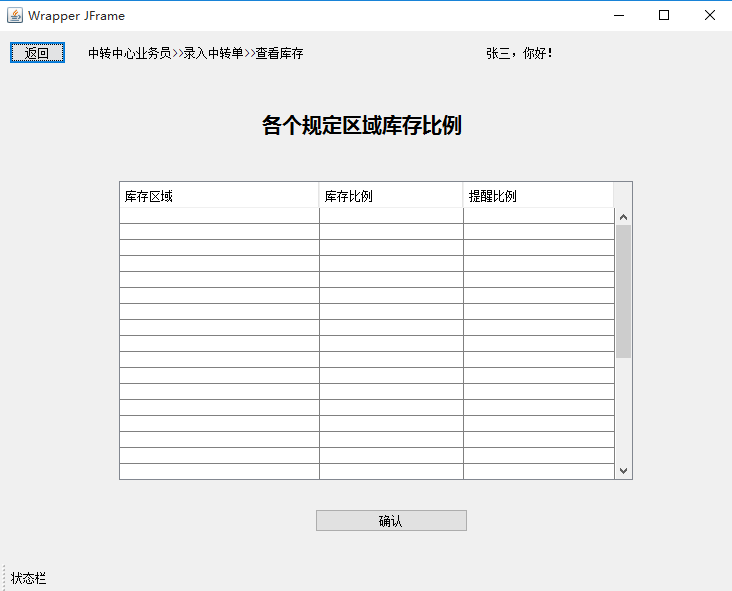 Wrapper JFrame
返回 中转中心业务员>>录入中转单>>查看库存 张三，你好！
各个规定区域库存比例
库存区域 库存比例 提醒比例
确认
状态栏